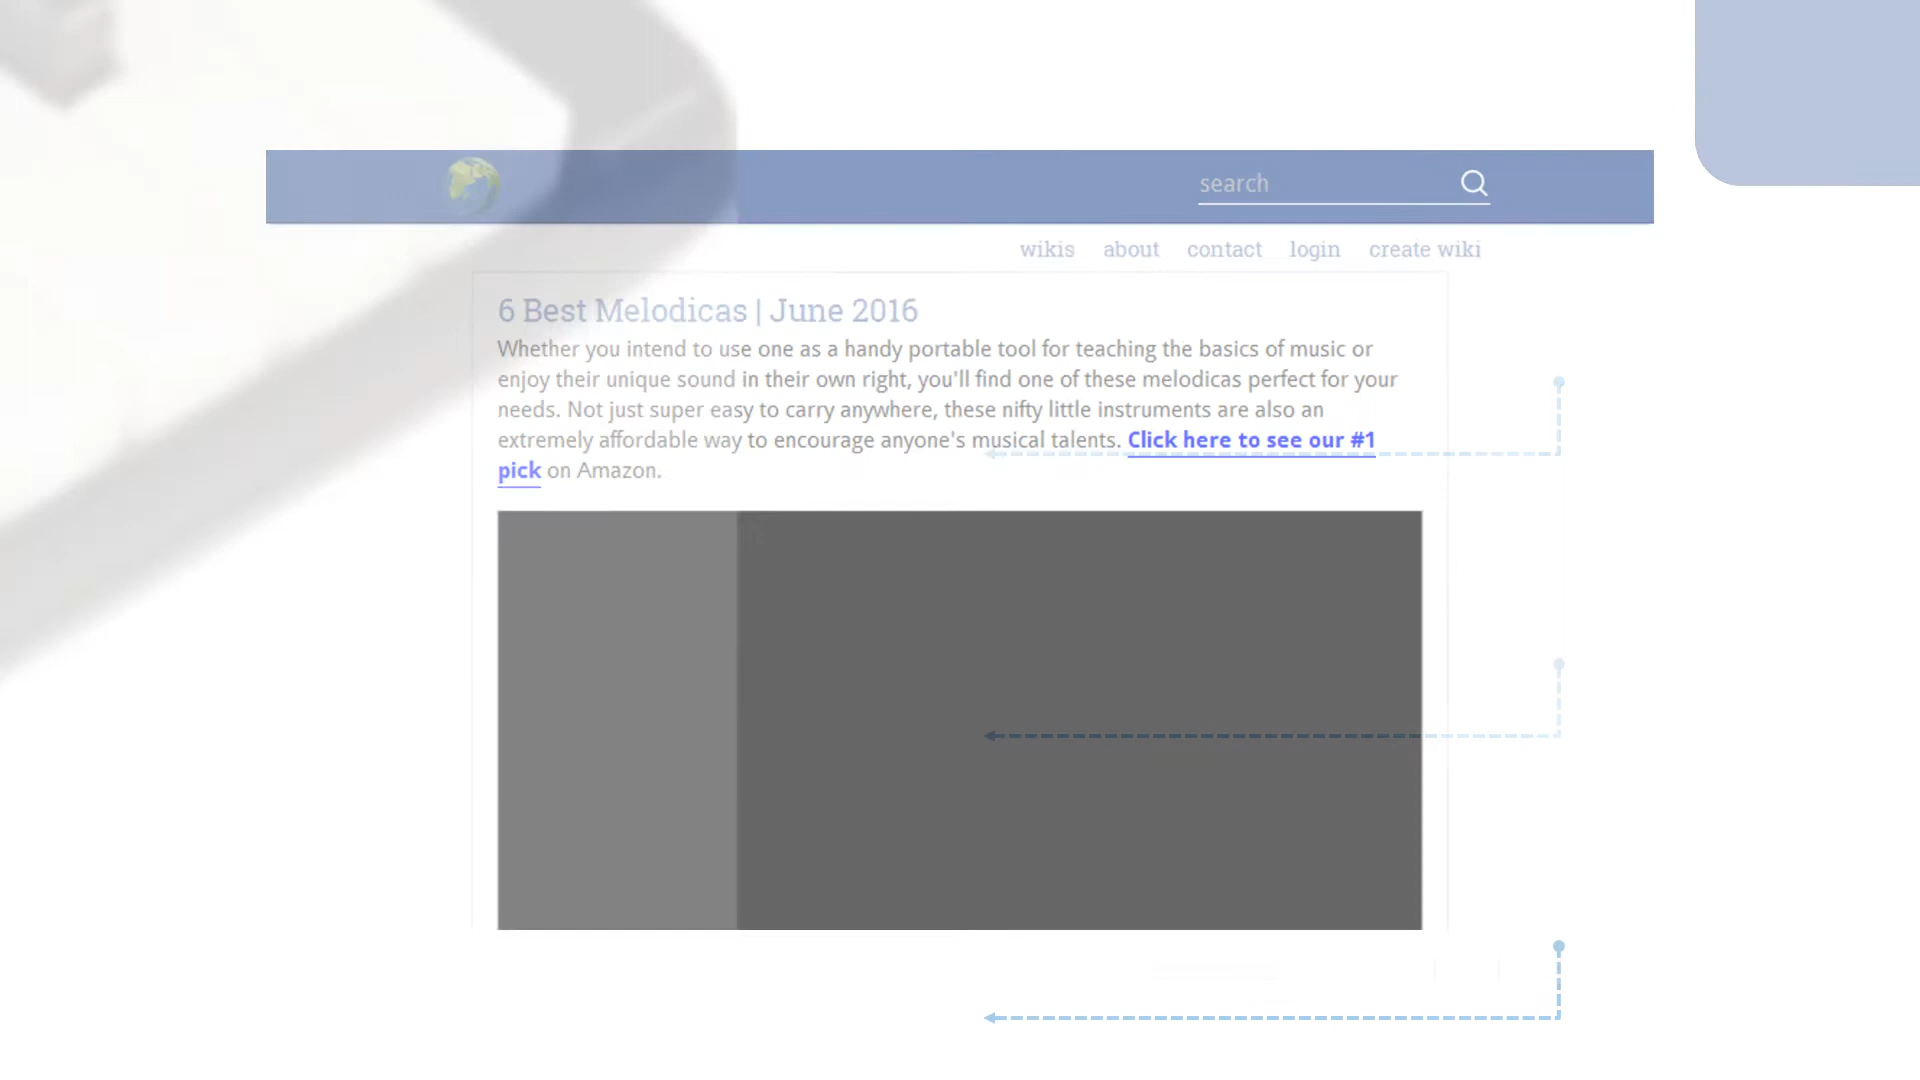 search
wikis about contact login create wiki
6 Best Melodicas | June 2016
Whether you intend to use one as a handy portable tool for teaching the basics of music or
enjoy their unique sound in their own right, you'll find one of these melodicas perfect for your
needs. Not just super easy to carry anywhere, these nifty little instruments are also an
extremely affordable way to encourage anyone's musical talents. Click here to see our #1
pick on Amazon.